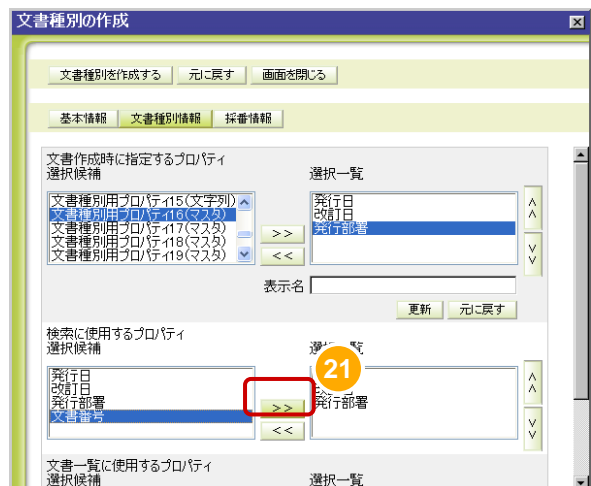 文書種別の作成
文書種別を作成する 元に戻す 画面を閉じる
基本情報 文書種別情報 採番情報
文書作成時に指定するプロパティ
選択候補 選択一覧
文書種別用プロパティ15(文字列) 発行日
文書種別用プロパティ16(マスタ) 改訂日
文書種別用プロパティ17(マスタ) 発行部署
文書種別用プロパティ18(マスタ)
文書種別用プロパティ19(マスタ)
>>
<<
表示名
更新 元に戻す
検索に使用するプロパティ
選択候補
21
発行日
改訂日
発行部署 発行部署
文書番号
>>
<<
文書一覧に使用するプロパティ
選択候補 選択一覧